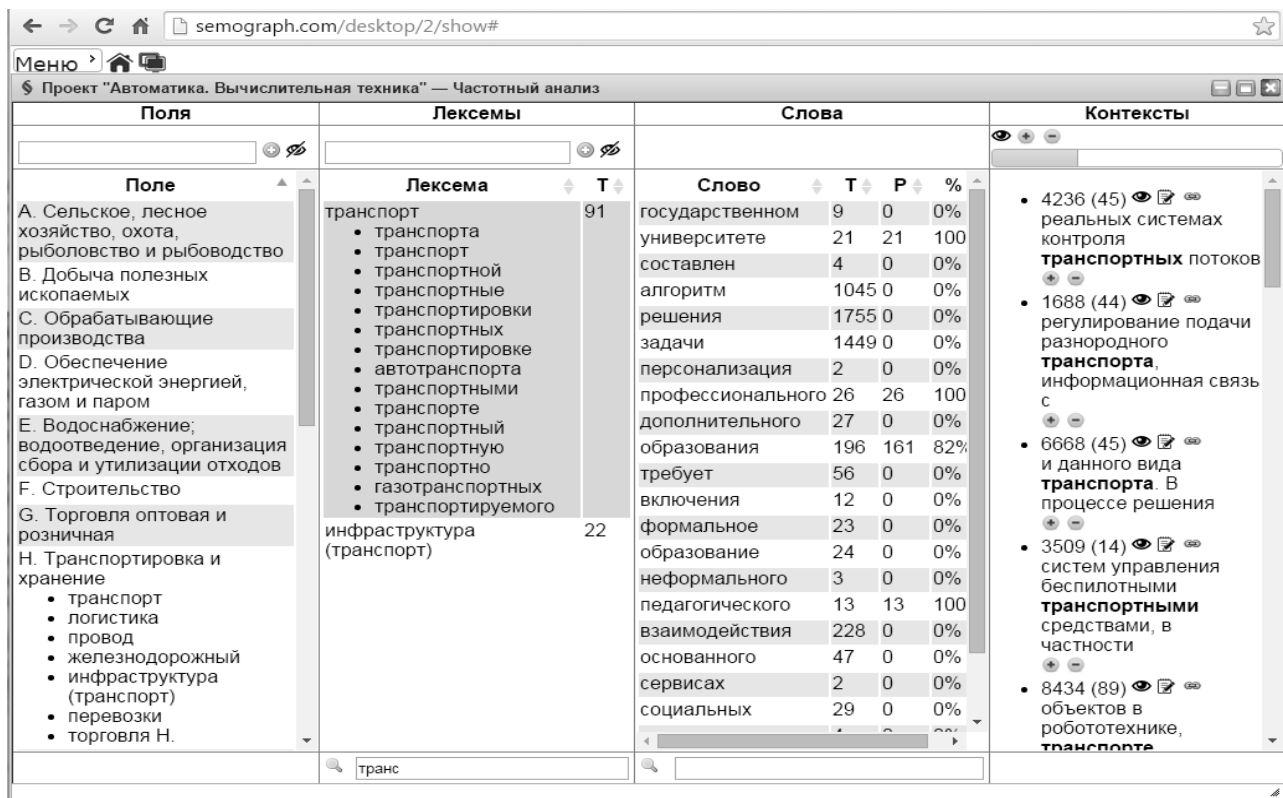 semograph.com/desktop/2/show#
Меню
§ Проект "Автоматика. Вычислительная техника" — Частотный анализ
Поля
Лексемы
Слова
Контексты
Поле
A. Сельское, лесное
хозяйство, охота,
рыболовство и рыбоводство
B. Добыча полезных
ископаемых
C. Обрабатывающие
производства
D. Обеспечение
электрической энергией,
газом и паром
E. Водоснабжение;
водоотведение, организация
сбора и утилизации отходов
F. Строительство
G. Торговля оптовая и
розничная
H. Транспортировка и
хранение
• транспорт
• логистика
• провод
• железнодорожный
• инфраструктура
(транспорт)
• перевозки
• торговля H.
Лексема T
транспорт 91
• транспорта
• транспорт
• транспортной
• транспортные
• транспортировки
• транспортных
• транспортировке
• автотранспорта
• транспортными
• транспорте
• транспортный
• транспортную
• транспортно
• газотранспортных
• транспортируемого
инфраструктура 22
(транспорт)
транс
Слово T P %
государственном 9 0 0%
университете 21 21 100
составлен 4 0 0%
алгоритм 1045 0 0%
решения 1755 0 0%
задачи 1449 0 0%
персонализация 2 0 0%
профессионального 26 26 100
дополнительного 27 0 0%
образования 196 161 82%
требует 56 0 0%
включения 12 0 0%
формальное 23 0 0%
образование 24 0 0%
неформального 3 0 0%
педагогического 13 13 100
взаимодействия 228 0 0%
основанного 47 0 0%
сервисах 2 0 0%
социальных 29 0 0%
• 4236 (45)
реальных системах
контроля
транспортных потоков
• 1688 (44)
регулирование подачи
разнородного
транспорта,
информационная связь
с
• 6668 (45)
и данного вида
транспорта. В
процессе решения
• 3509 (14)
систем управления
беспилотными
транспортными
средствами, в
частности
• 8434 (89)
объектов в
робототехнике,
транспорте